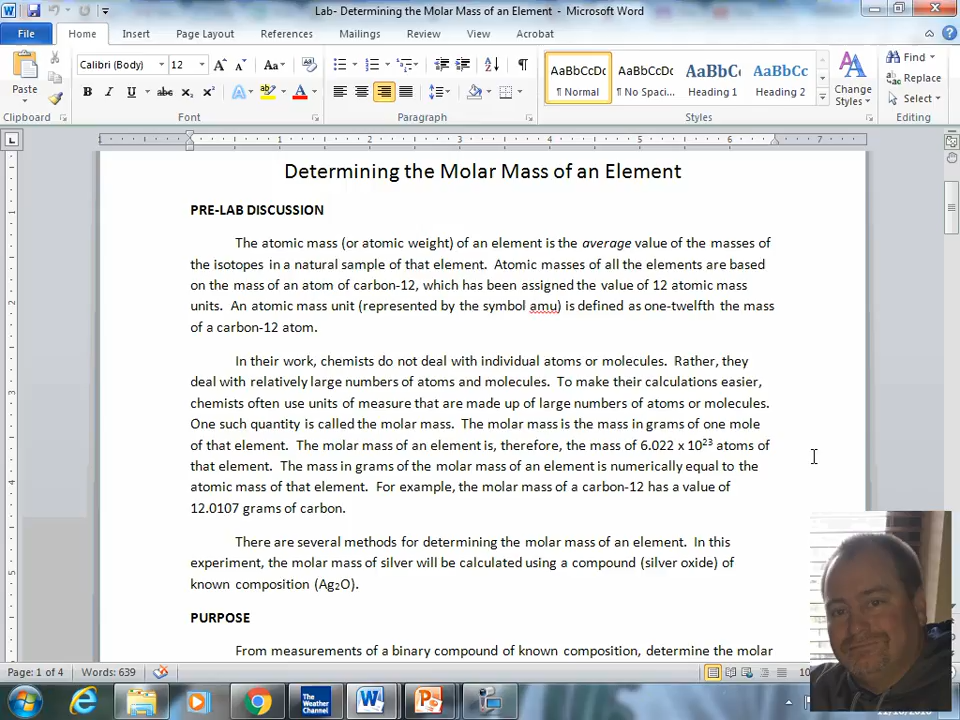 Lab- Determining the Molar Mass of an Element - Microsoft Word
File Home Insert Page Layout References Mailings Review View Acrobat
Calibri (Body) 12
AaBbCcDc AaBbCcDc AaBbCc AaBbCc
¶ Normal ¶ No Spaci... Heading 1 Heading 2
Paste
Change Styles
Find
Replace
Select
Clipboard Font Paragraph Styles Editing
1 1 2 3 4 5 6 7
Determining the Molar Mass of an Element
PRE-LAB DISCUSSION
The atomic mass (or atomic weight) of an element is the average value of the masses of
the isotopes in a natural sample of that element. Atomic masses of all the elements are based
on the mass of an atom of carbon-12, which has been assigned the value of 12 atomic mass
units. An atomic mass unit (represented by the symbol amu) is defined as one-twelfth the mass
of a carbon-12 atom.
In their work, chemists do not deal with individual atoms or molecules. Rather, they
deal with relatively large numbers of atoms and molecules. To make their calculations easier,
chemists often use units of measure that are made up of large numbers of atoms or molecules.
One such quantity is called the molar mass. The molar mass is the mass in grams of one mole
of that element. The molar mass of an element is, therefore, the mass of 6.022 x 10²³ atoms of
that element. The mass in grams of the molar mass of an element is numerically equal to the
atomic mass of that element. For example, the molar mass of a carbon-12 has a value of
12.0107 grams of carbon.
There are several methods for determining the molar mass of an element. In this
experiment, the molar mass of silver will be calculated using a compound (silver oxide) of
known composition (Ag₂O).
PURPOSE
From measurements of a binary compound of known composition, determine the molar
Page: 1 of 4 Words: 639
The Weather Channel